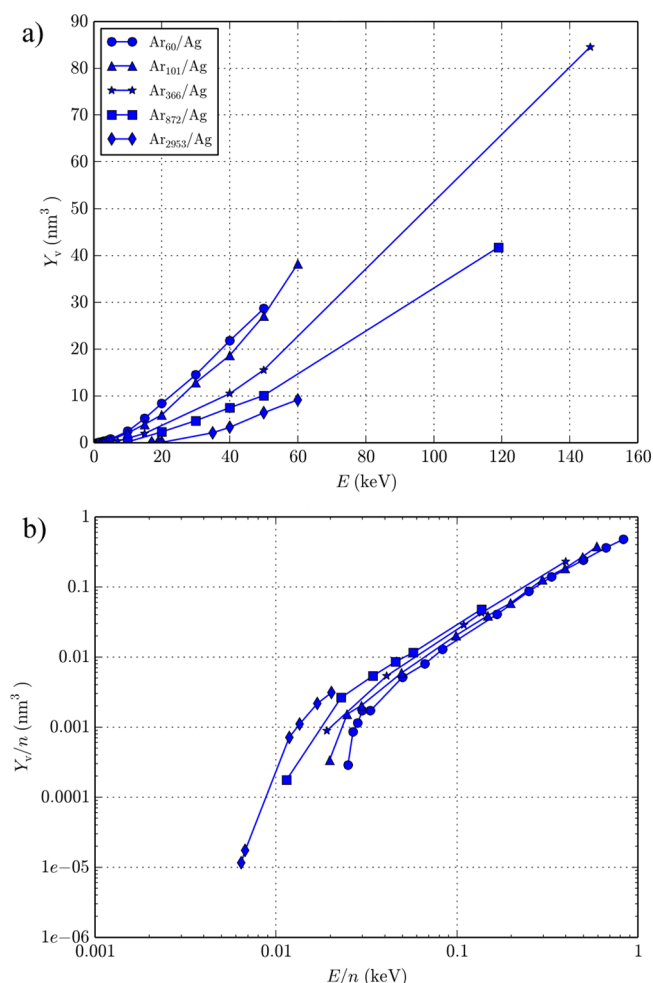 a)
90
80
70
60
50
40
30
20
10
0
Y_v (nm³)
Ar₆₀/Ag
Ar₁₀₁/Ag
Ar₃₆₆/Ag
Ar₈₇₂/Ag
Ar₂₉₅₃/Ag
0 20 40 60 80 100 120 140 160
E (keV)
b)
1
0.1
0.01
0.001
0.0001
1e−05
1e−06
Y_v/n (nm³)
0.001 0.01 0.1 1
E/n (keV)